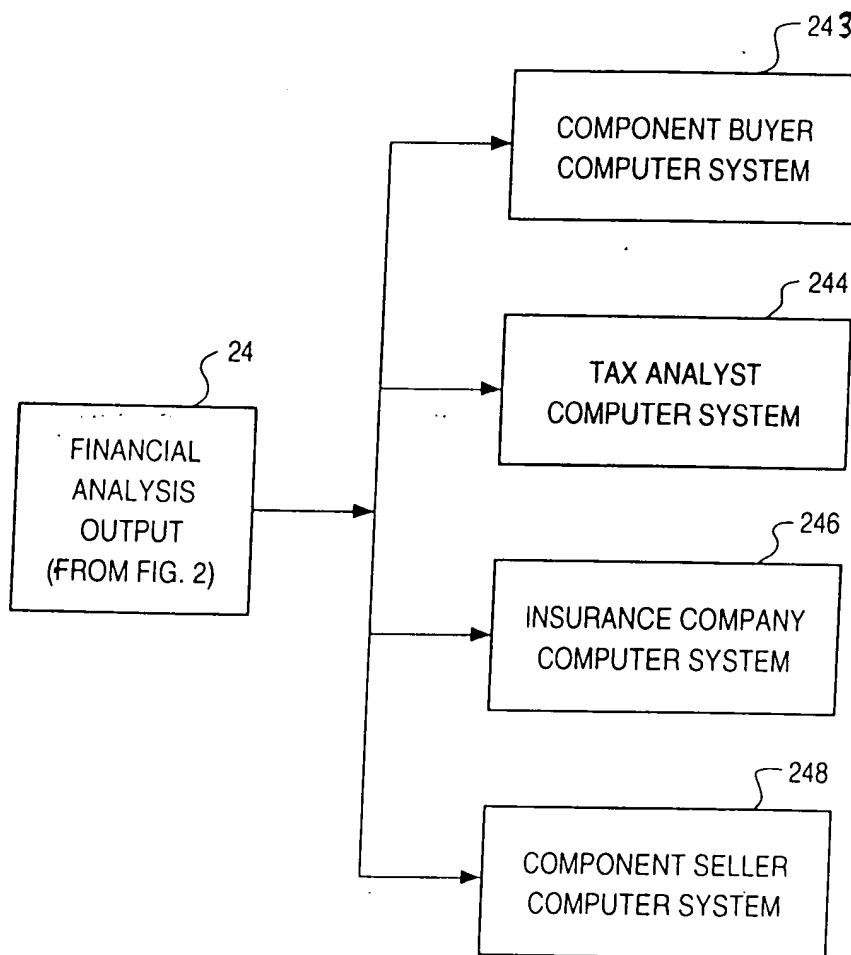 243
COMPONENT BUYER
COMPUTER SYSTEM
244
TAX ANALYST
COMPUTER SYSTEM
24
FINANCIAL
ANALYSIS
OUTPUT
(FROM FIG. 2)
246
INSURANCE COMPANY
COMPUTER SYSTEM
248
COMPONENT SELLER
COMPUTER SYSTEM